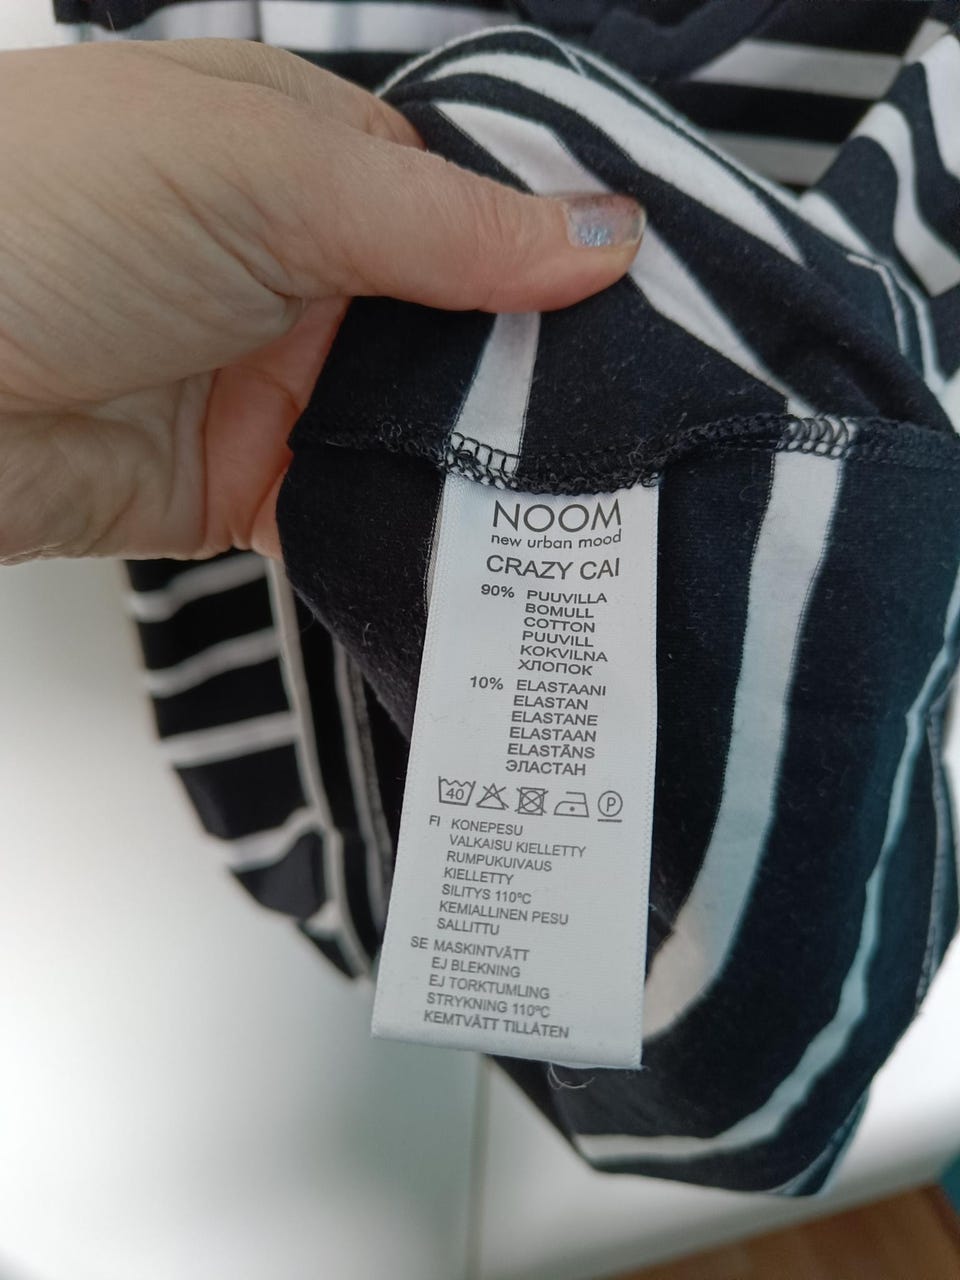 NOOM
new urban mood
CRAZY CAI
90% PUUVILLA
BOMULL
COTTON
PUUVILL
KOKVILNA
ХЛОПОК
10% ELASTAANI
ELASTAN
ELASTANE
ELASTAAN
ELASTĀNS
ЭЛАСТАН
40 P
FI KONEPESU
VALKAISU KIELLETTY
RUMPUKUIVAUS
KIELLETTY
SILITYS 110ºC
KEMIALLINEN PESU
SALLITTU
SE MASKINTVÄTT
EJ BLEKNING
EJ TORKTUMLING
STRYKNING 110ºC
KEMTVÄTT TILLÅTEN